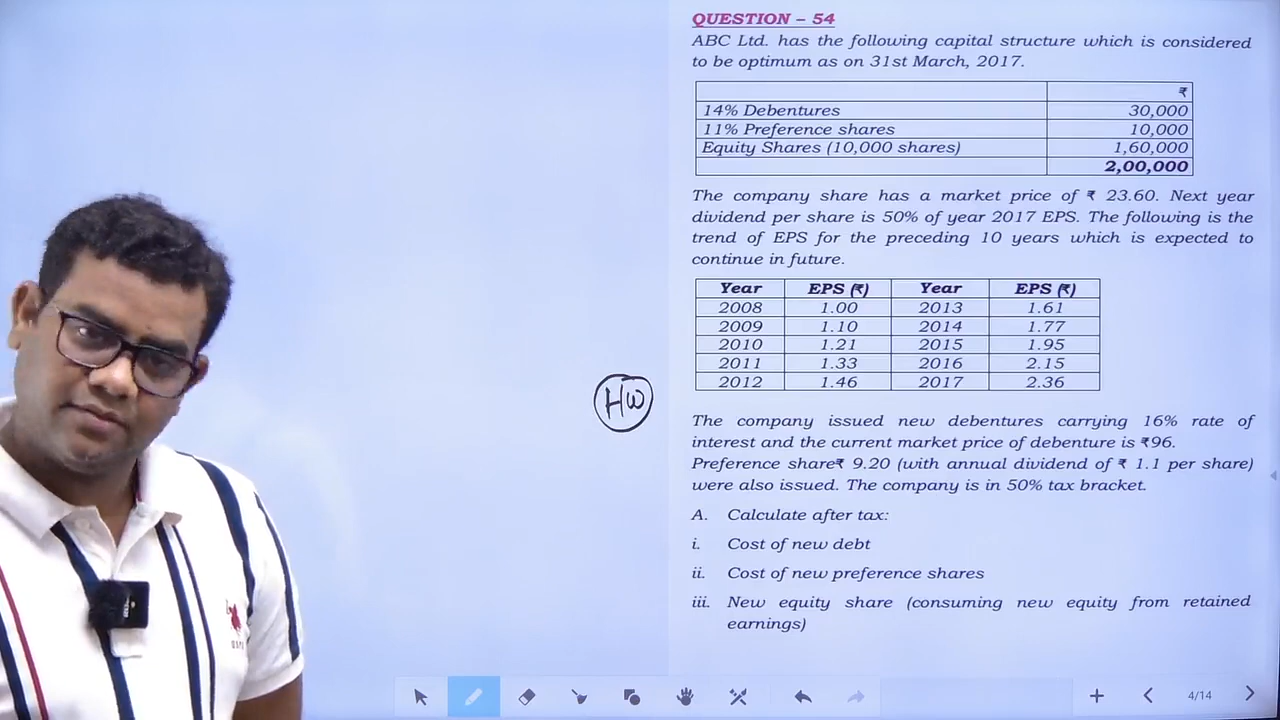 QUESTION – 54
ABC Ltd. has the following capital structure which is considered
to be optimum as on 31st March, 2017.
₹
14% Debentures 30,000
11% Preference shares 10,000
Equity Shares (10,000 shares) 1,60,000
2,00,000
The company share has a market price of ₹ 23.60. Next year
dividend per share is 50% of year 2017 EPS. The following is the
trend of EPS for the preceding 10 years which is expected to
continue in future.
Year EPS (₹) Year EPS (₹)
2008 1.00 2013 1.61
2009 1.10 2014 1.77
2010 1.21 2015 1.95
2011 1.33 2016 2.15
2012 1.46 2017 2.36
HW
The company issued new debentures carrying 16% rate of
interest and the current market price of debenture is ₹96.
Preference share₹ 9.20 (with annual dividend of ₹ 1.1 per share)
were also issued. The company is in 50% tax bracket.
A. Calculate after tax:
i. Cost of new debt
ii. Cost of new preference shares
iii. New equity share (consuming new equity from retained
earnings)
4/14